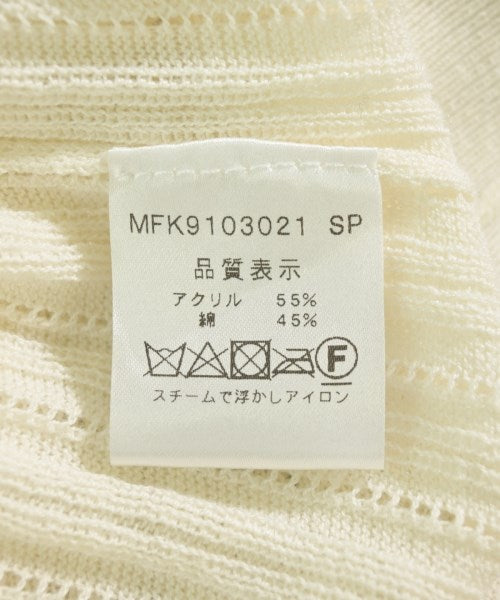 MFK9103021 SP
品質表示
アクリル 55%
綿 45%
F
スチームで浮かしアイロン